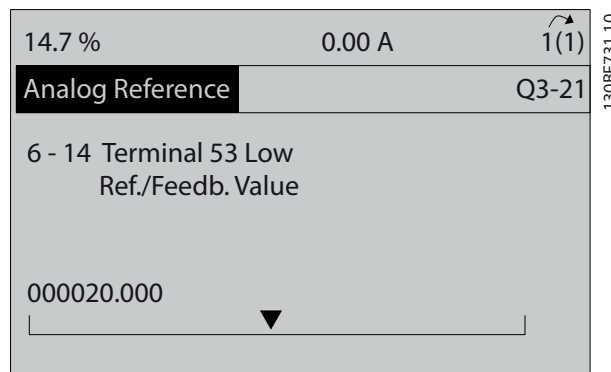 14.7 % 0.00 A 1(1)
Analog Reference Q3-21
6 - 14 Terminal 53 Low
Ref./Feedb. Value
000020.000
130BF731.10